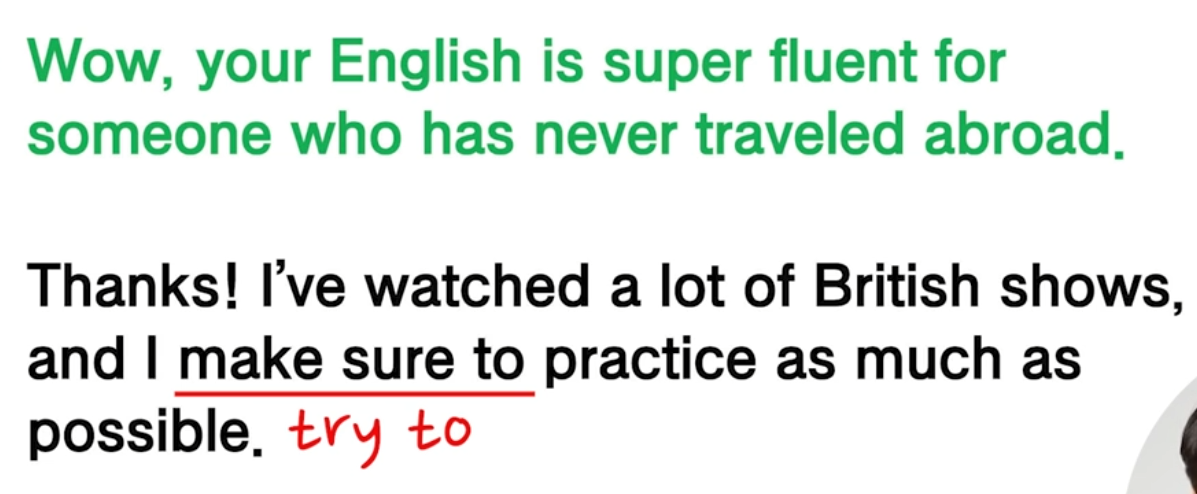 Wow, your English is super fluent for
someone who has never traveled abroad.
Thanks! I've watched a lot of British shows,
and I make sure to practice as much as
possible. try to